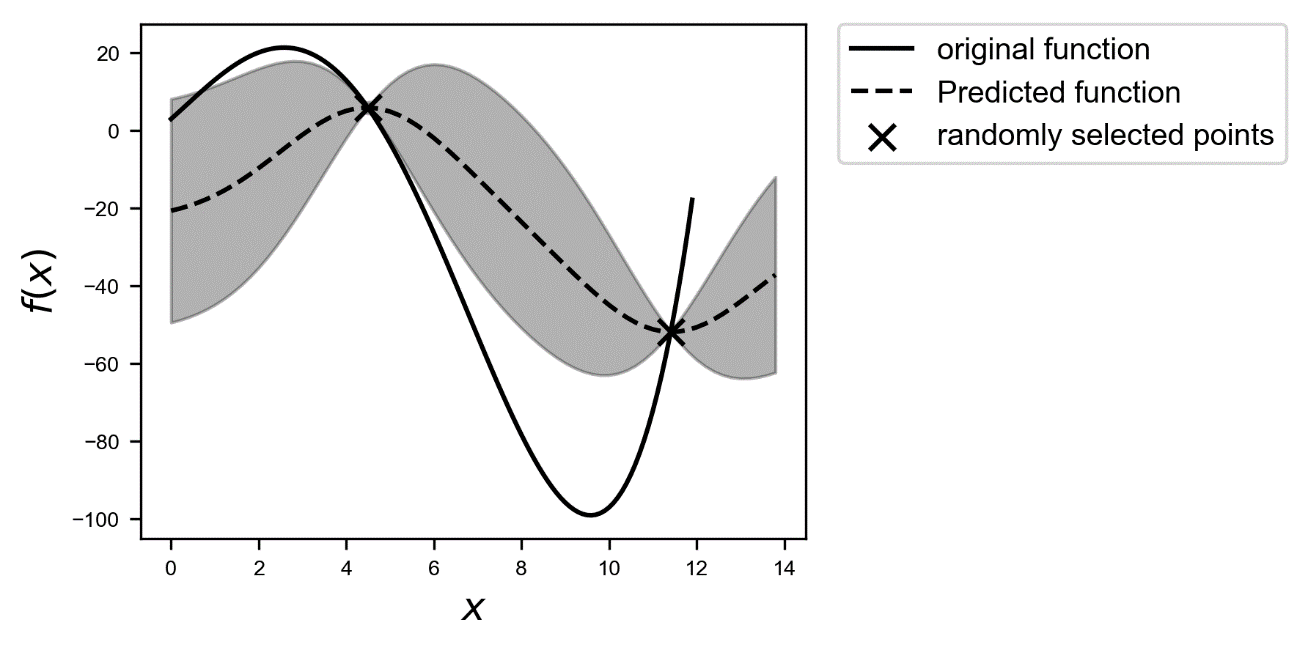 20
0
−20
−40
−60
−80
−100
f(x)
0 2 4 6 8 10 12 14
x
original function
Predicted function
randomly selected points